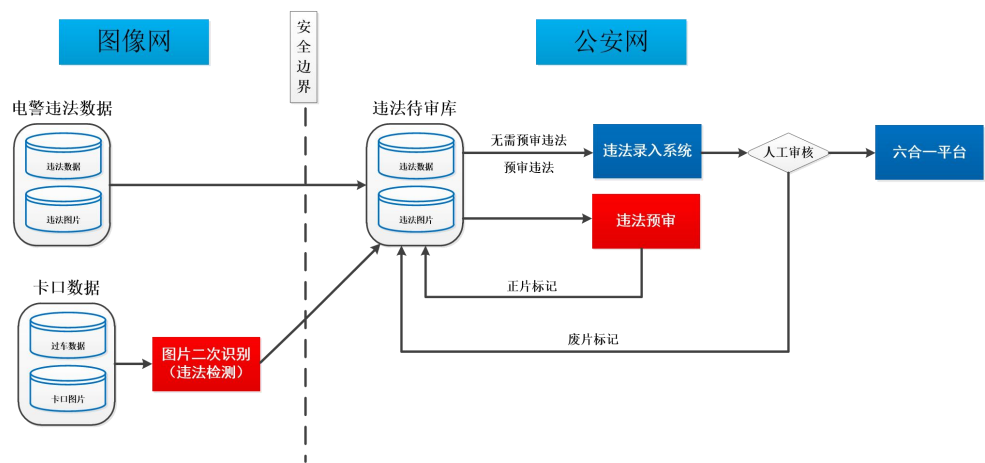 图像网
安
全
边
界
公安网
电警违法数据
违法数据
违法图片
违法待审库
违法数据
违法图片
无需预审违法
预审违法
违法录入系统
人工审核
六合一平台
违法预审
正片标记
废片标记
卡口数据
过车数据
卡口图片
图片二次识别
（违法检测）